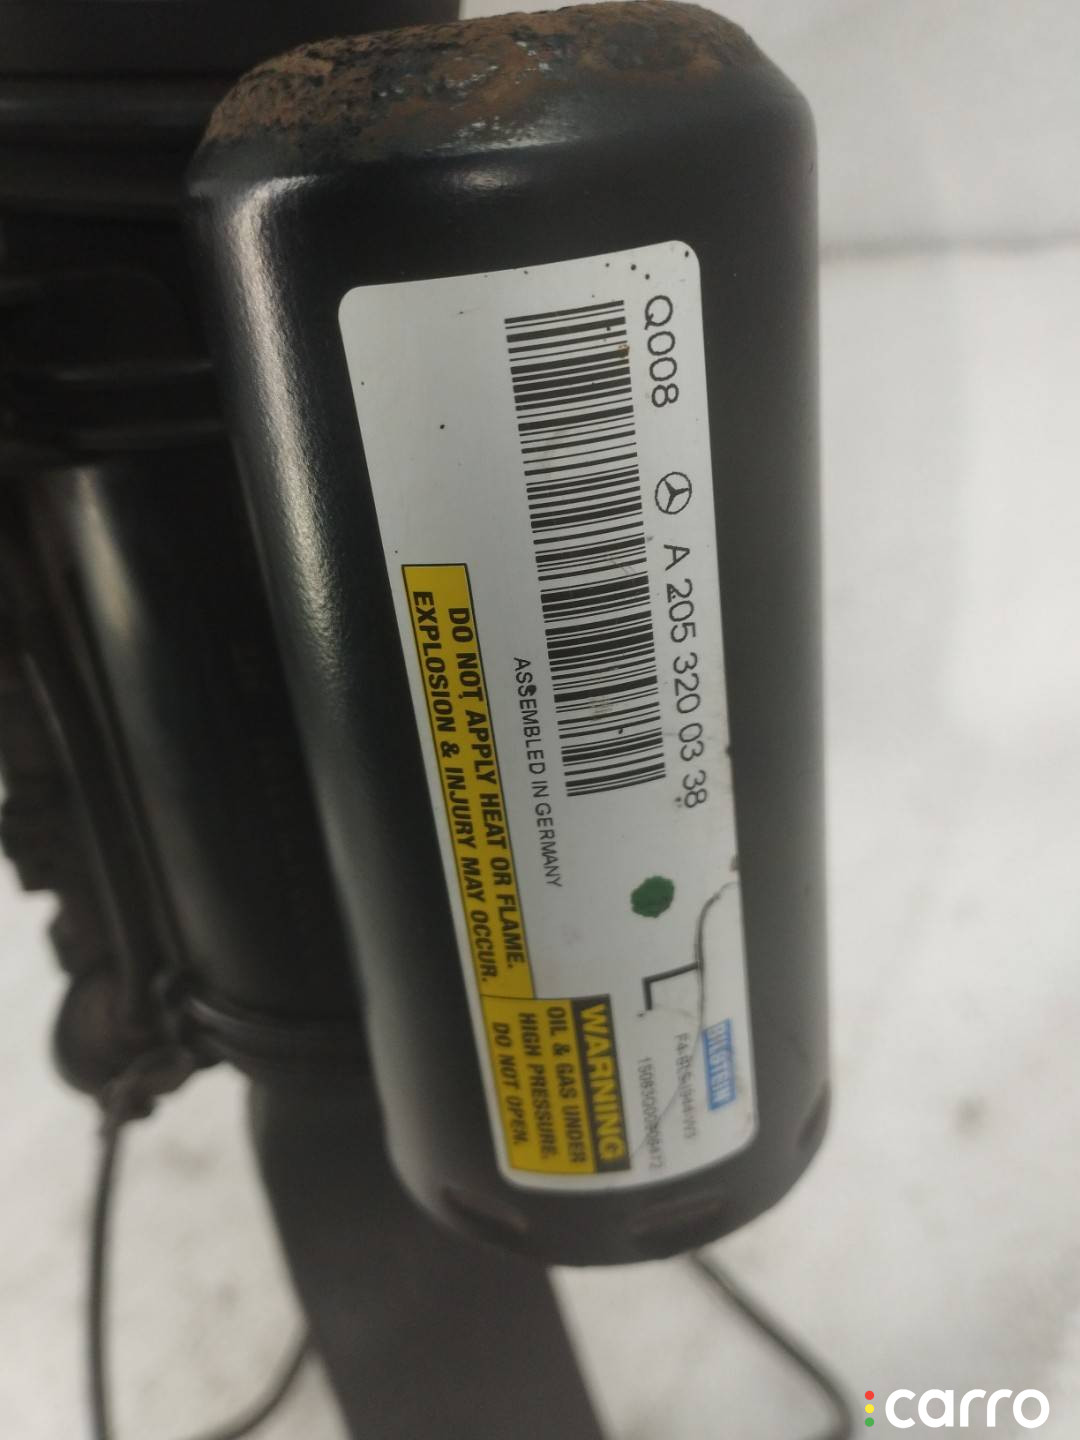 Q008 A 205 320 03 38
L
BILSTEIN
ASSEMBLED IN GERMANY
DO NOT APPLY HEAT OR FLAME.
EXPLOSION & INJURY MAY OCCUR.
WARNING
OIL & GAS UNDER
HIGH PRESSURE.
DO NOT OPEN.
carro